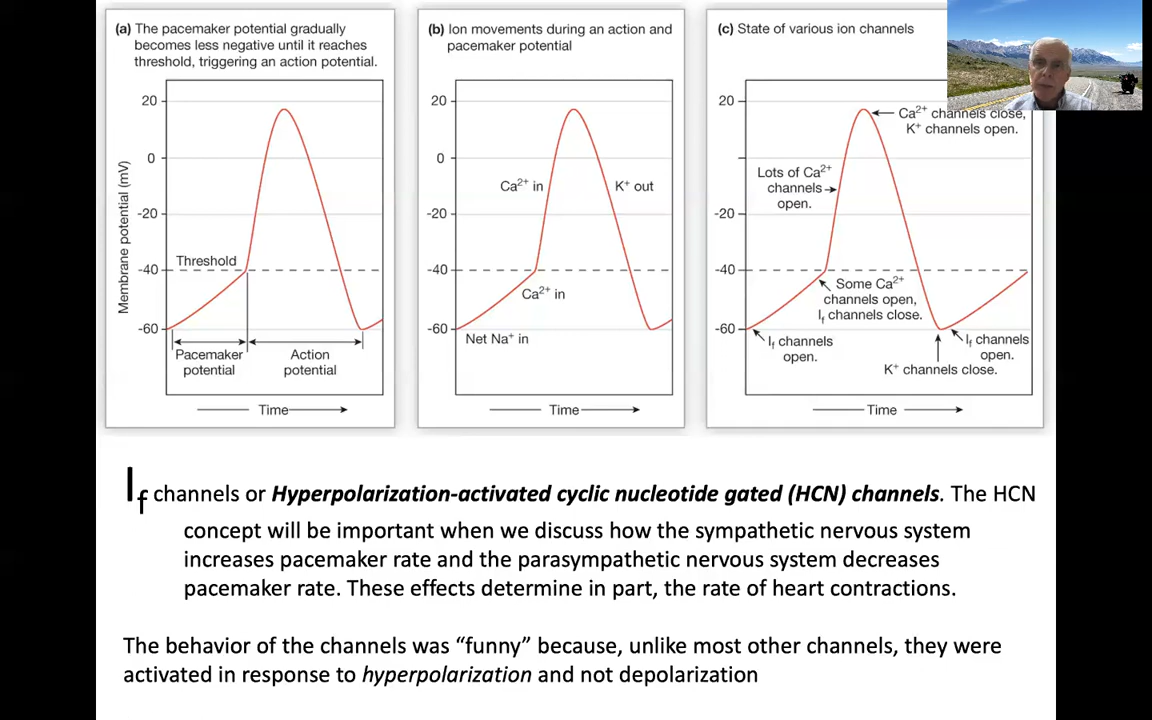 (a) The pacemaker potential gradually
becomes less negative until it reaches
threshold, triggering an action potential.
20
0
-20
-40
-60
Membrane potential (mV)
Threshold
Pacemaker
potential
Action
potential
Time
(b) Ion movements during an action and
pacemaker potential
20
0
-20
-40
-60
Ca²⁺ in
K⁺ out
Ca²⁺ in
Net Na⁺ in
Time
(c) State of various ion channels
20
-20
-40
-60
Ca²⁺ channels close,
K⁺ channels open.
Lots of Ca²⁺
channels
open.
Some Ca²⁺
channels open,
If channels close.
If channels
open.
If channels
open.
K⁺ channels close.
Time
If channels or Hyperpolarization-activated cyclic nucleotide gated (HCN) channels. The HCN
concept will be important when we discuss how the sympathetic nervous system
increases pacemaker rate and the parasympathetic nervous system decreases
pacemaker rate. These effects determine in part, the rate of heart contractions.
The behavior of the channels was “funny” because, unlike most other channels, they were
activated in response to hyperpolarization and not depolarization